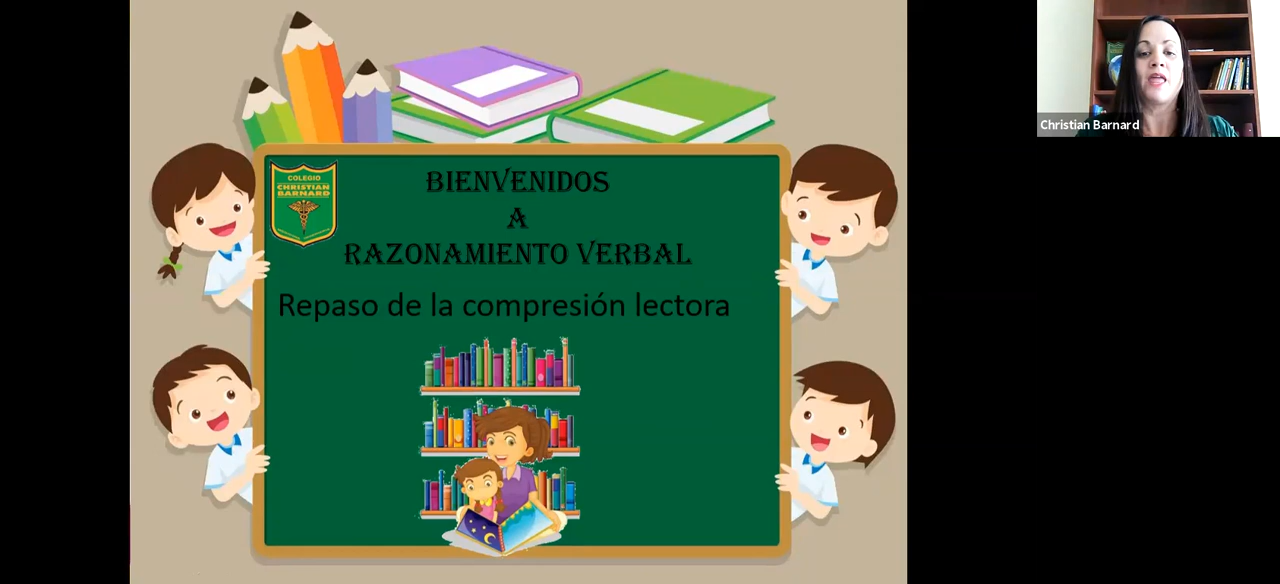 COLEGIO
CHRISTIAN
BARNARD
BIENVENIDOS
A
RAZONAMIENTO VERBAL
Repaso de la compresión lectora
Christian Barnard